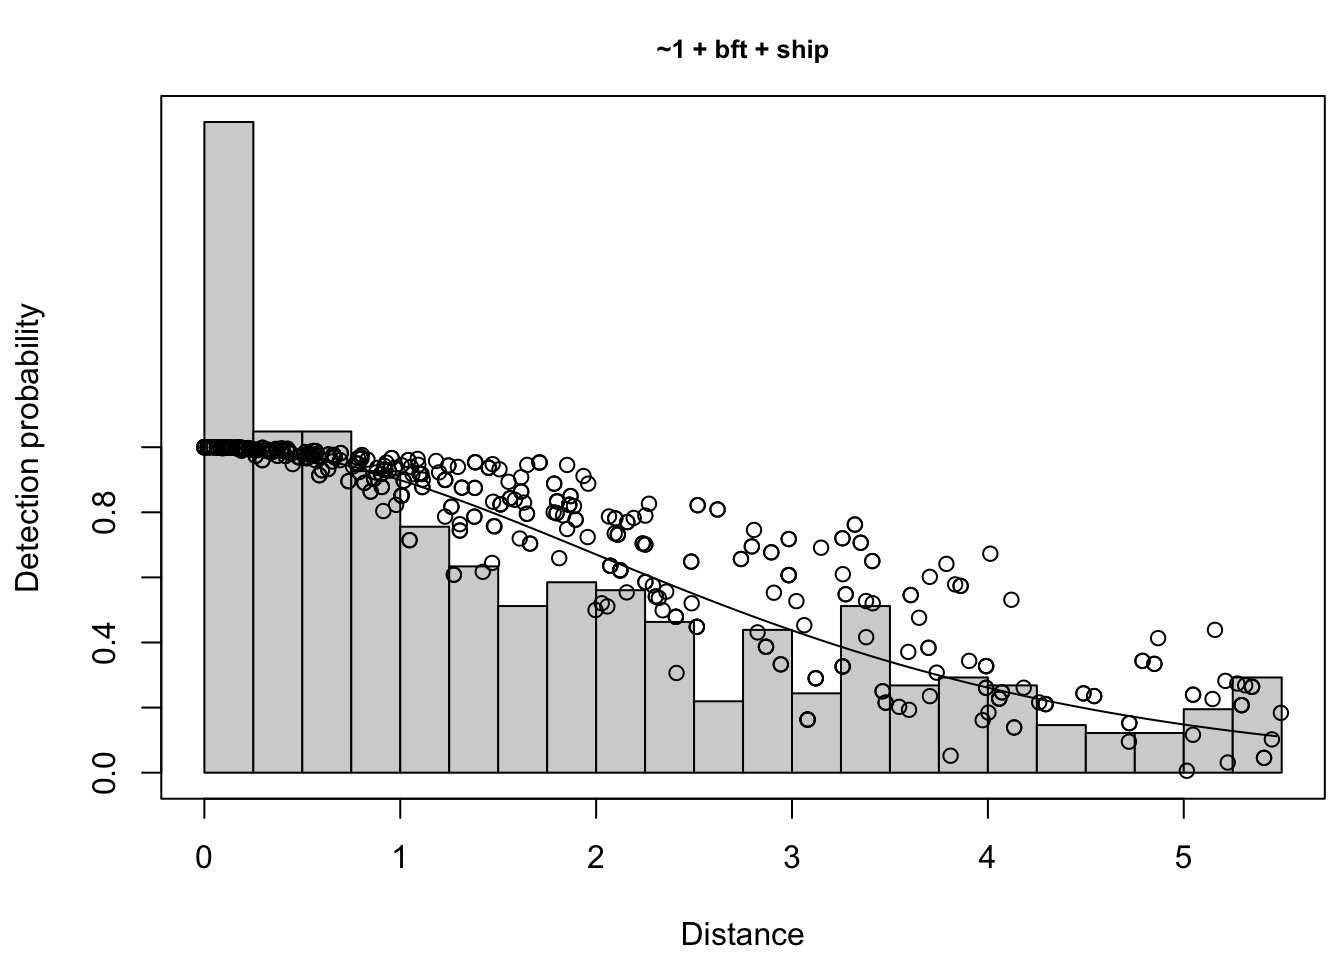 ~1 + bft + ship
Detection probability
0.8
0.4
0.0
0 1 2 3 4 5
Distance